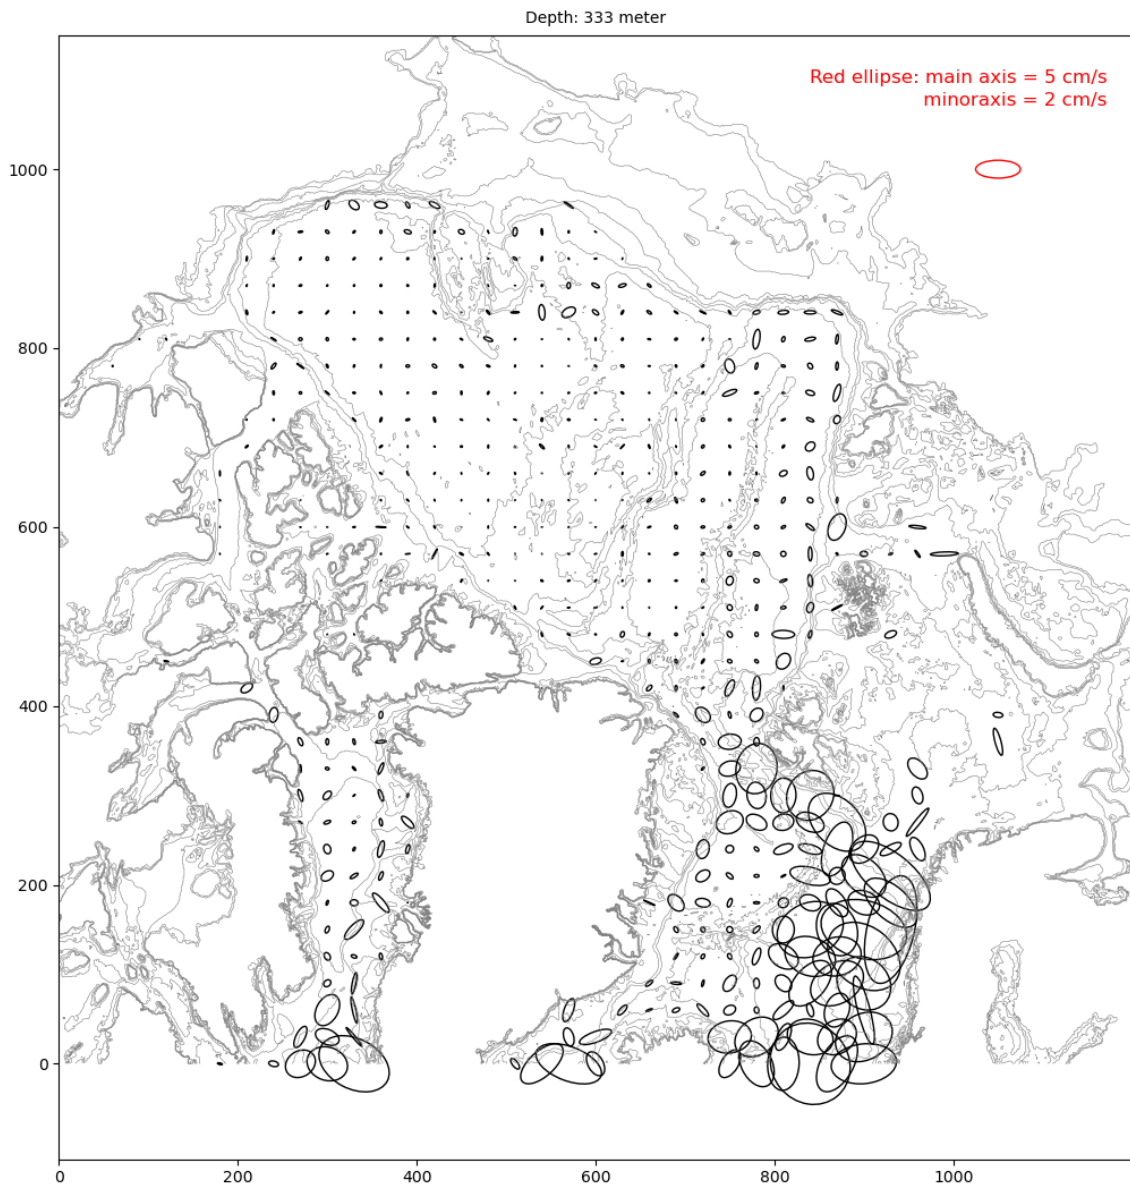 Depth: 333 meter
Red ellipse: main axis = 5 cm/s
minoraxis = 2 cm/s
1000
800
600
400
200
0
0 200 400 600 800 1000